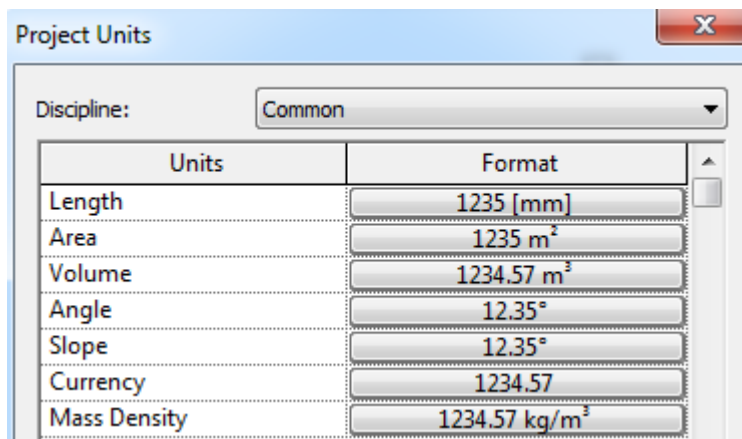 Project Units
Discipline: Common
Units Format
Length 1235 [mm]
Area 1235 m²
Volume 1234.57 m³
Angle 12.35°
Slope 12.35°
Currency 1234.57
Mass Density 1234.57 kg/m³